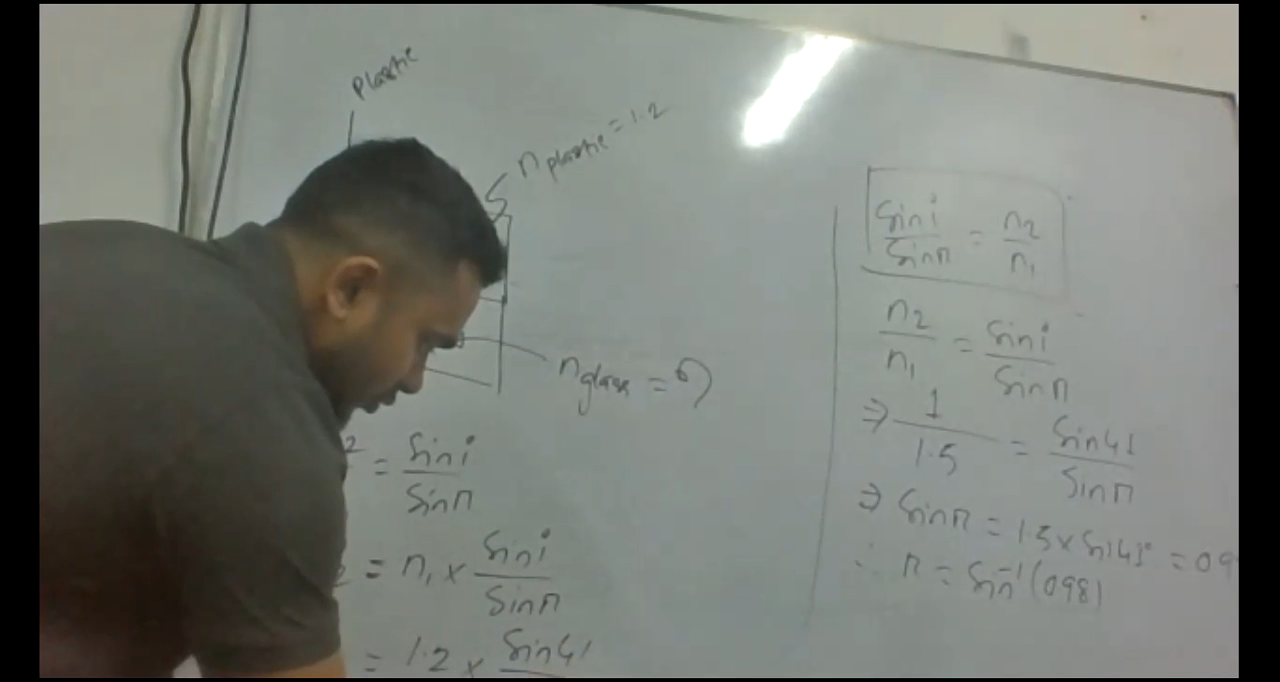 Plastic
n plastic = 1.2
n glass = ?
2 = sin i / sin r
2 = n₁ × sin i / sin r
= 1.2 × sin 41
sin i / sin r = n₂ / n₁
n₂ / n₁ = sin i / sin r
⇒ 1 / 1.5 = sin 41 / sin r
⇒ sin r = 1.5 × sin 41° = 0.9
∴ r = sin⁻¹ (0.98)